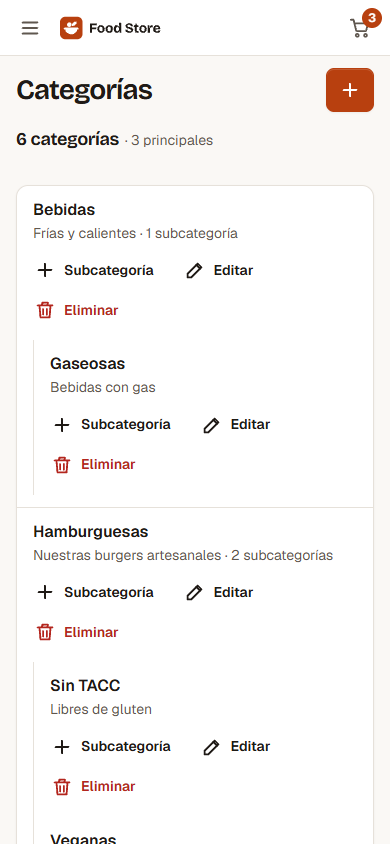 Food Store
3
Categorías
6 categorías · 3 principales
Bebidas
Frías y calientes · 1 subcategoría
Subcategoría Editar
Eliminar
Gaseosas
Bebidas con gas
Subcategoría Editar
Eliminar
Hamburguesas
Nuestras burgers artesanales · 2 subcategorías
Subcategoría Editar
Eliminar
Sin TACC
Libres de gluten
Subcategoría Editar
Eliminar
Veganas